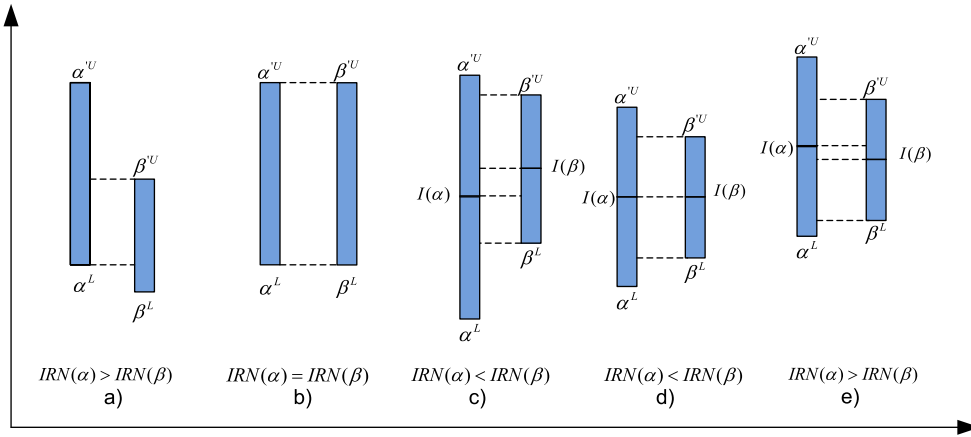 α'U
β'U
α^L
β^L
IRN(α) > IRN(β)
a)
α'U
β'U
α^L
β^L
IRN(α) = IRN(β)
b)
α'U
β'U
I(β)
I(α)
β^L
α^L
IRN(α) < IRN(β)
c)
α'U
β'U
I(α)
I(β)
β^L
α^L
IRN(α) < IRN(β)
d)
α'U
β'U
I(α)
I(β)
β^L
α^L
IRN(α) > IRN(β)
e)